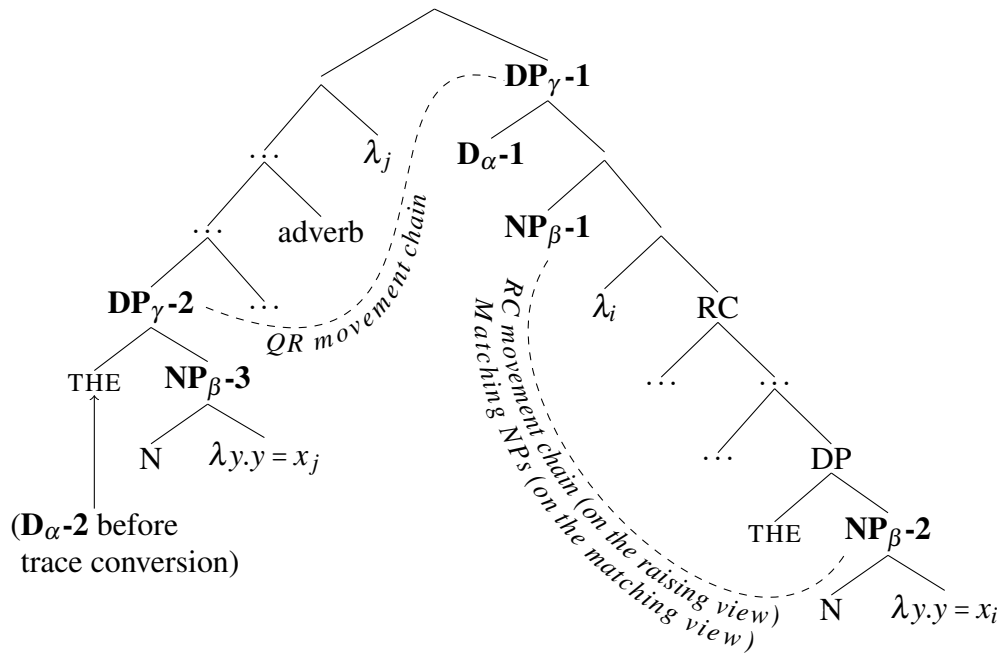 DPγ-1
Dα-1
… λj
NPβ-1
… adverb
QR movement chain
DPγ-2 …
λi RC
THE NPβ-3
… …
N λy.y = xj
… DP
RC movement chain (on the raising view)
Matching NPs (on the matching view)
(Dα-2 before
trace conversion)
THE NPβ-2
N λy.y = xi